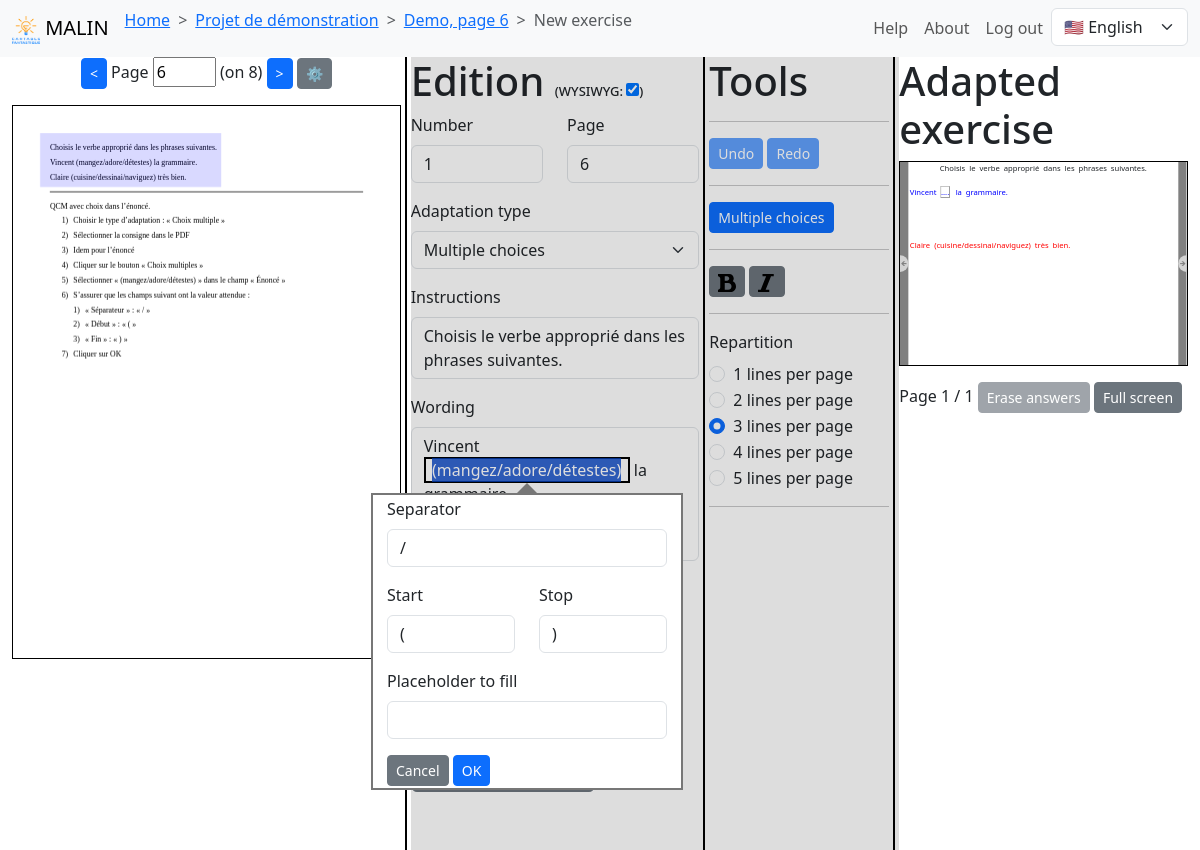 MALIN
Home > Projet de démonstration > Demo, page 6 > New exercise
Help
About
Log out
🇺🇸 English
< Page 6 (on 8) > ⚙️
Choisis le verbe approprié dans les phrases suivantes.
Vincent (mangez/adore/détestes) la grammaire.
Claire (cuisine/dessinai/naviguez) très bien.
QCM avec choix dans l’énoncé.
1) Choisir le type d’adaptation : « Choix multiple »
2) Sélectionner la consigne dans le PDF
3) Idem pour l’énoncé
4) Cliquer sur le bouton « Choix multiples »
5) Sélectionner « (mangez/adore/détestes) » dans le champ « Énoncé »
6) S’assurer que les champs suivant ont la valeur attendue :
1) « Séparateur » : « / »
2) « Début » : « ( »
3) « Fin » : « ) »
7) Cliquer sur OK
Edition (WYSIWYG: )
Number
Page
1
6
Adaptation type
Multiple choices
Instructions
Choisis le verbe approprié dans les
phrases suivantes.
Wording
Vincent
(mangez/adore/détestes) la
grammaire.
Separator
/
Start
Stop
(
)
Placeholder to fill
Cancel
OK
Tools
Undo
Redo
Multiple choices
B
I
Repartition
1 lines per page
2 lines per page
3 lines per page
4 lines per page
5 lines per page
Adapted
exercise
Choisis le verbe approprié dans les phrases suivantes.
Vincent .... la grammaire.
Claire (cuisine/dessinai/naviguez) très bien.
Page 1 / 1
Erase answers
Full screen